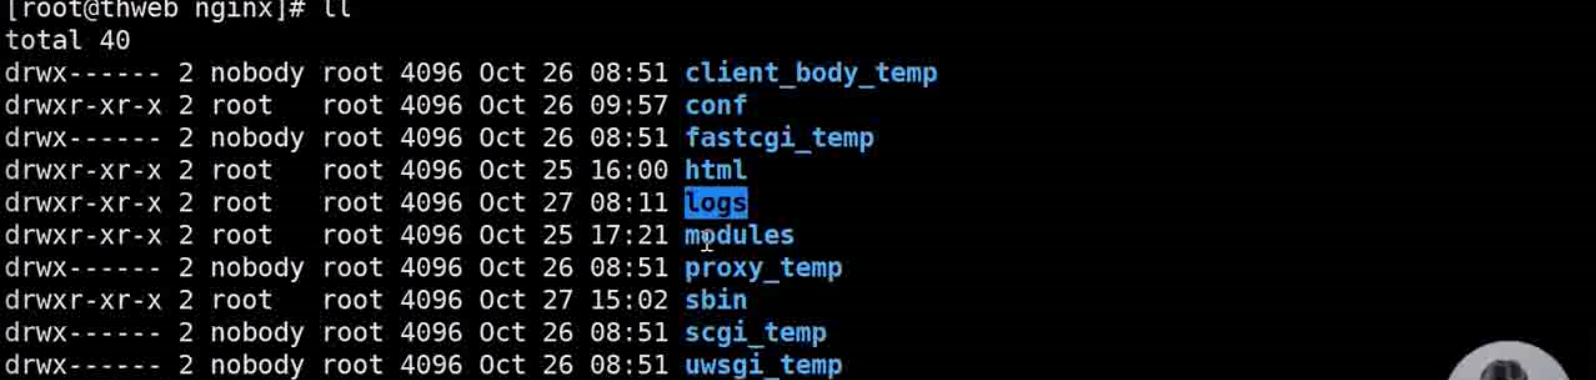 [root@thweb nginx]# ll
total 40
drwx------ 2 nobody root 4096 Oct 26 08:51 client_body_temp
drwxr-xr-x 2 root   root 4096 Oct 26 09:57 conf
drwx------ 2 nobody root 4096 Oct 26 08:51 fastcgi_temp
drwxr-xr-x 2 root   root 4096 Oct 25 16:00 html
drwxr-xr-x 2 root   root 4096 Oct 27 08:11 logs
drwxr-xr-x 2 root   root 4096 Oct 25 17:21 modules
drwx------ 2 nobody root 4096 Oct 26 08:51 proxy_temp
drwxr-xr-x 2 root   root 4096 Oct 27 15:02 sbin
drwx------ 2 nobody root 4096 Oct 26 08:51 scgi_temp
drwx------ 2 nobody root 4096 Oct 26 08:51 uwsgi_temp